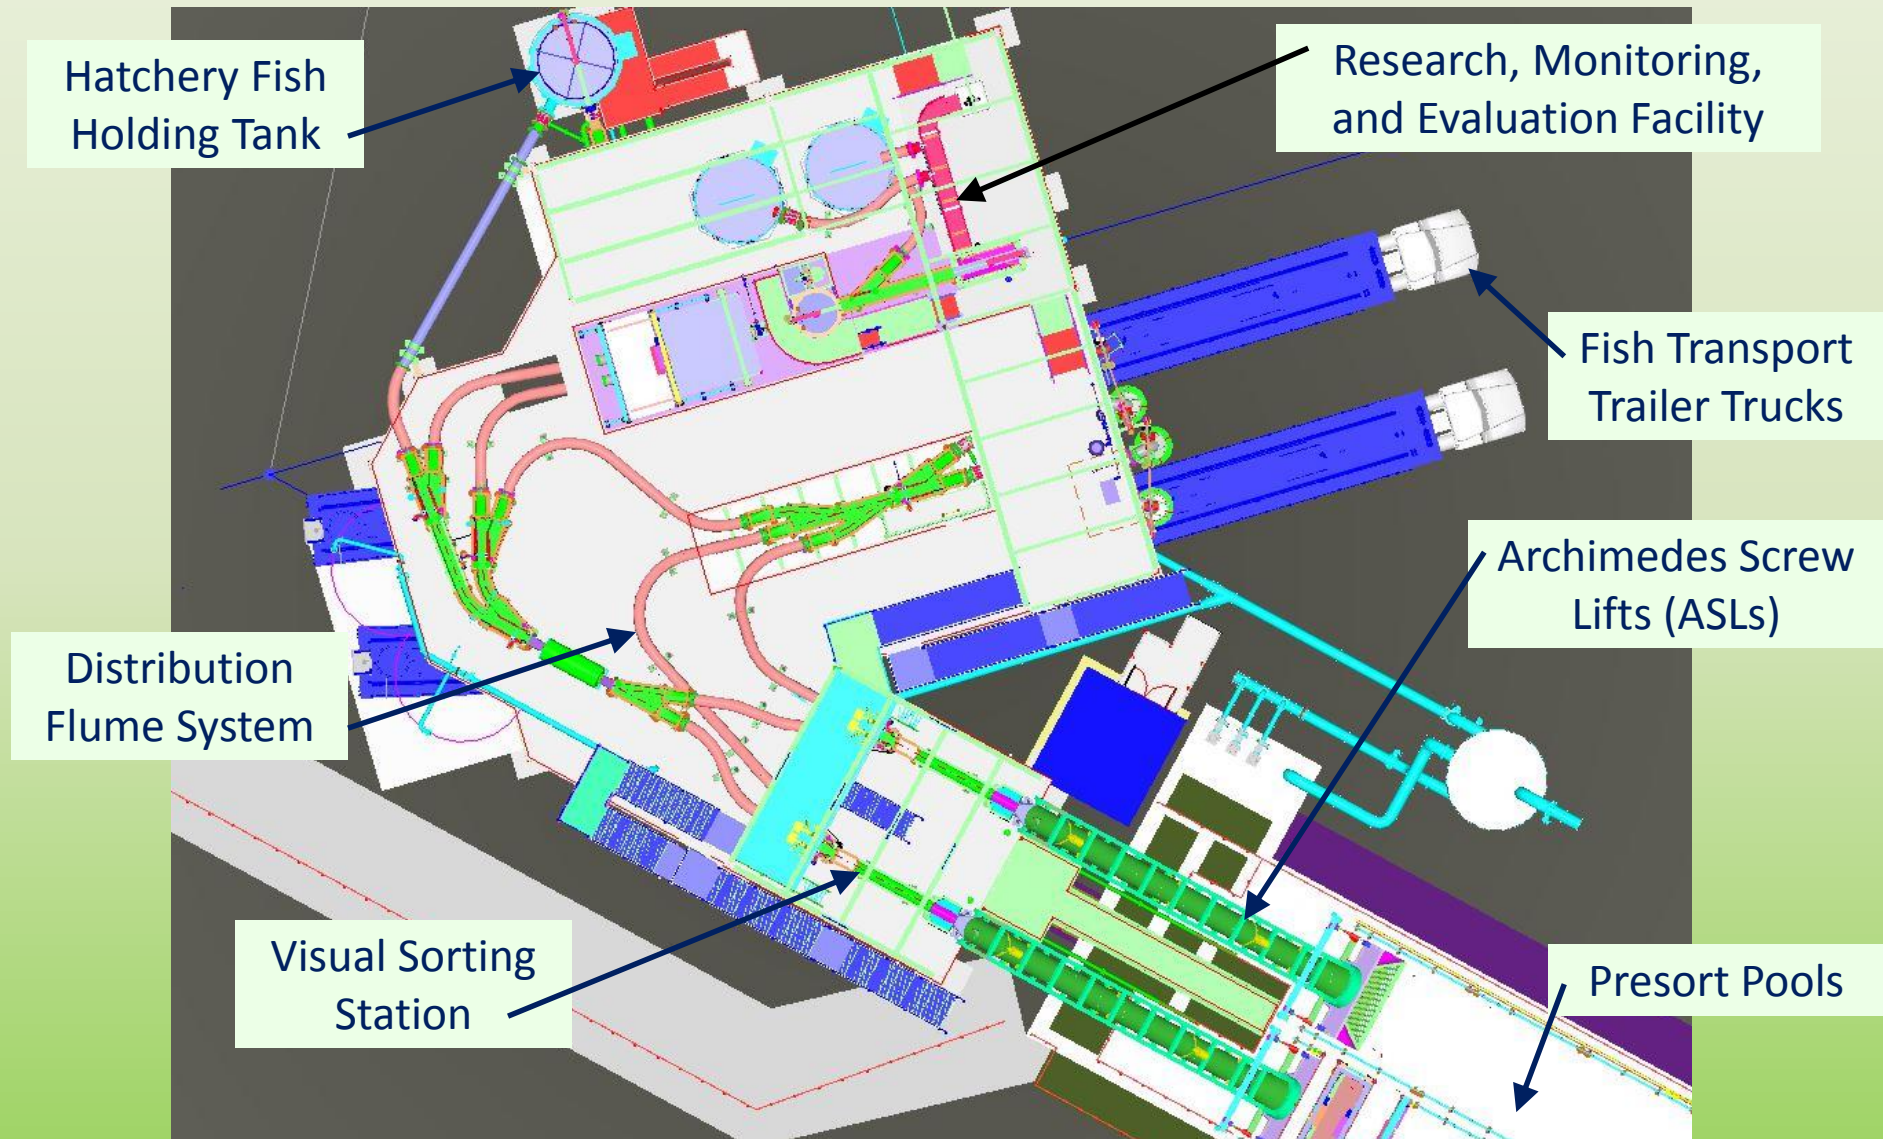 Hatchery Fish
Holding Tank
Research, Monitoring,
and Evaluation Facility
Fish Transport
Trailer Trucks
Archimedes Screw
Lifts (ASLs)
Distribution
Flume System
Visual Sorting
Station
Presort Pools